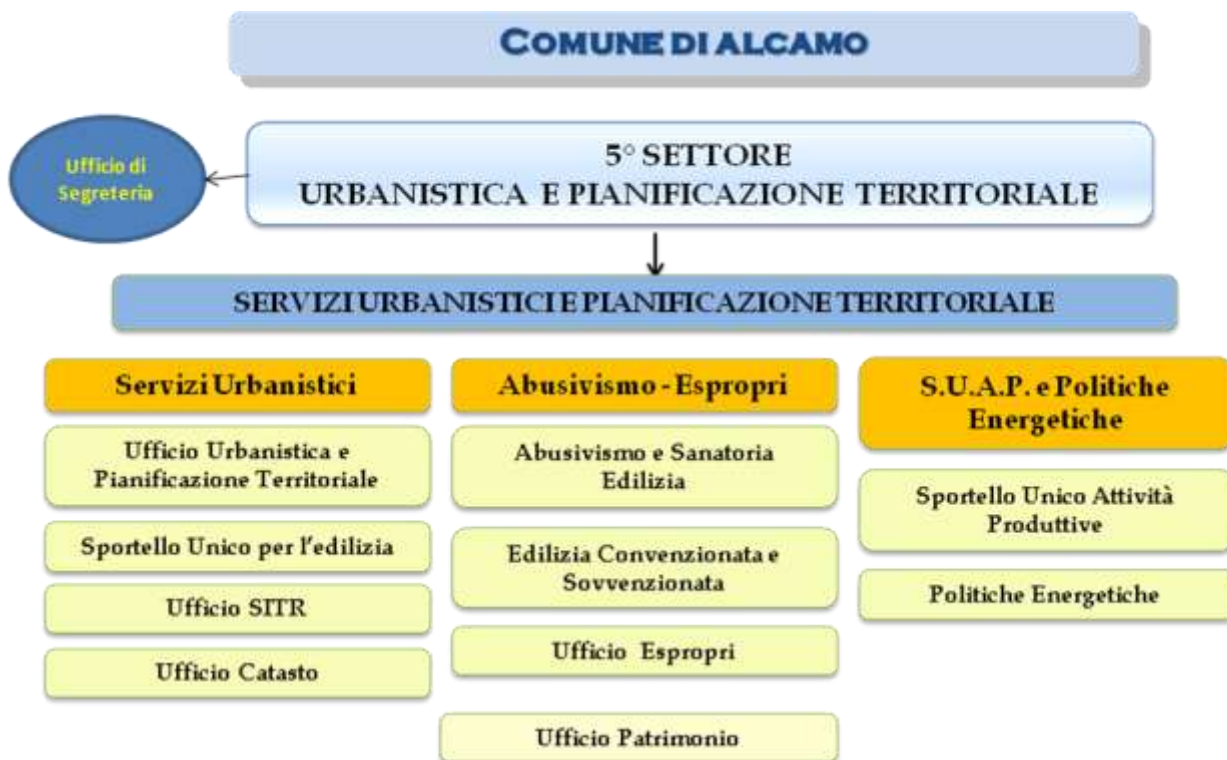 COMUNE DI ALCAMO
Ufficio di
Segreteria
5° SETTORE
URBANISTICA E PIANIFICAZIONE TERRITORIALE
SERVIZI URBANISTICI E PIANIFICAZIONE TERRITORIALE
Servizi Urbanistici
Ufficio Urbanistica e
Pianificazione Territoriale
Sportello Unico per l'edilizia
Ufficio SITR
Ufficio Catasto
Abusivismo - Espropri
Abusivismo e Sanatoria
Edilizia
Edilizia Convenzionata e
Sovvenzionata
Ufficio Espropri
Ufficio Patrimonio
S.U.A.P. e Politiche
Energetiche
Sportello Unico Attività
Produttive
Politiche Energetiche